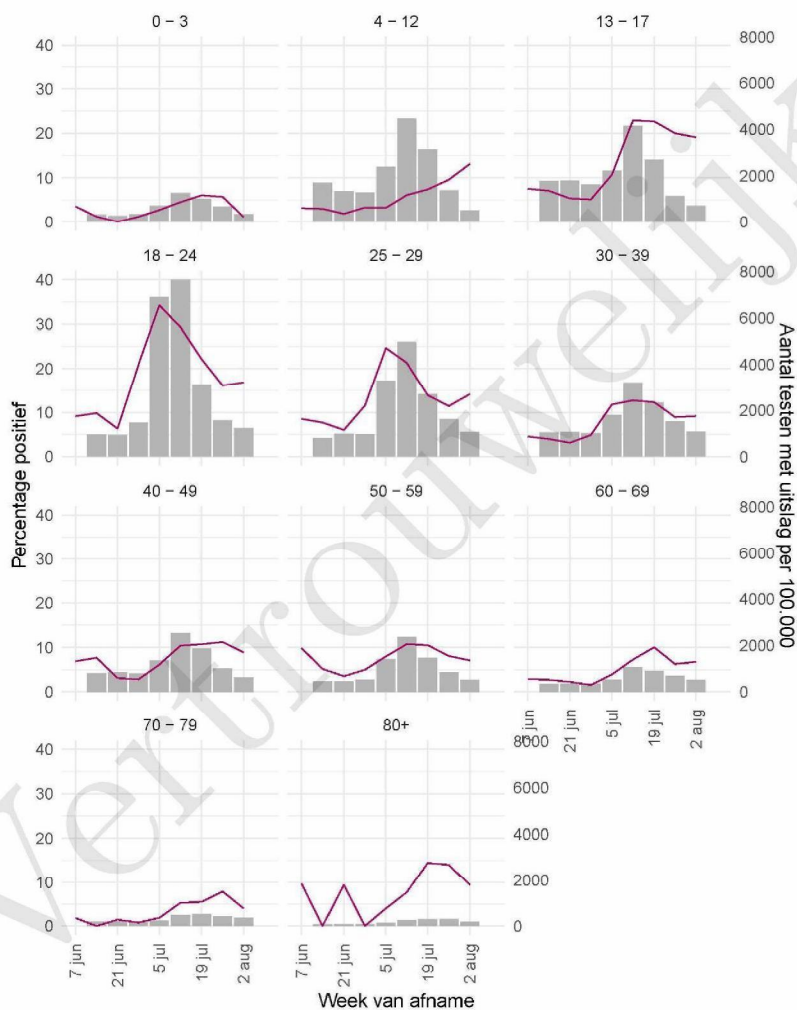 0 – 3
4 – 12
13 – 17
40
30
20
10
0
8000
6000
4000
2000
0
18 – 24
25 – 29
30 – 39
40
30
20
10
0
8000
6000
4000
2000
0
40 – 49
50 – 59
60 – 69
40
30
20
10
0
8000
6000
4000
2000
0
70 – 79
80+
7 jun
21 jun
5 jul
19 jul
2 aug
40
30
20
10
0
8000
6000
4000
2000
0
7 jun
21 jun
5 jul
19 jul
2 aug
7 jun
21 jun
5 jul
19 jul
2 aug
Percentage positief
Aantal testen met uitslag per 100.000
Week van afname
Vertrouwelijk